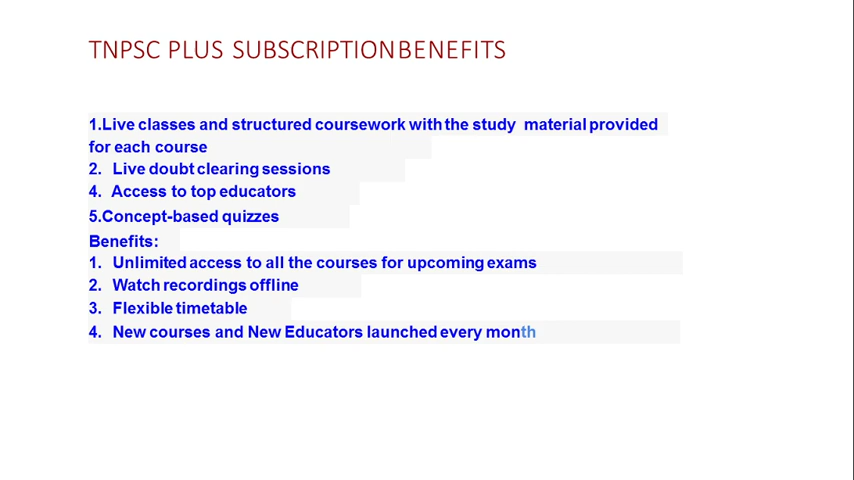 TNPSC PLUS SUBSCRIPTION BENEFITS
1.Live classes and structured coursework with the study material provided
for each course
2. Live doubt clearing sessions
4. Access to top educators
5.Concept-based quizzes
Benefits:
1. Unlimited access to all the courses for upcoming exams
2. Watch recordings offline
3. Flexible timetable
4. New courses and New Educators launched every month